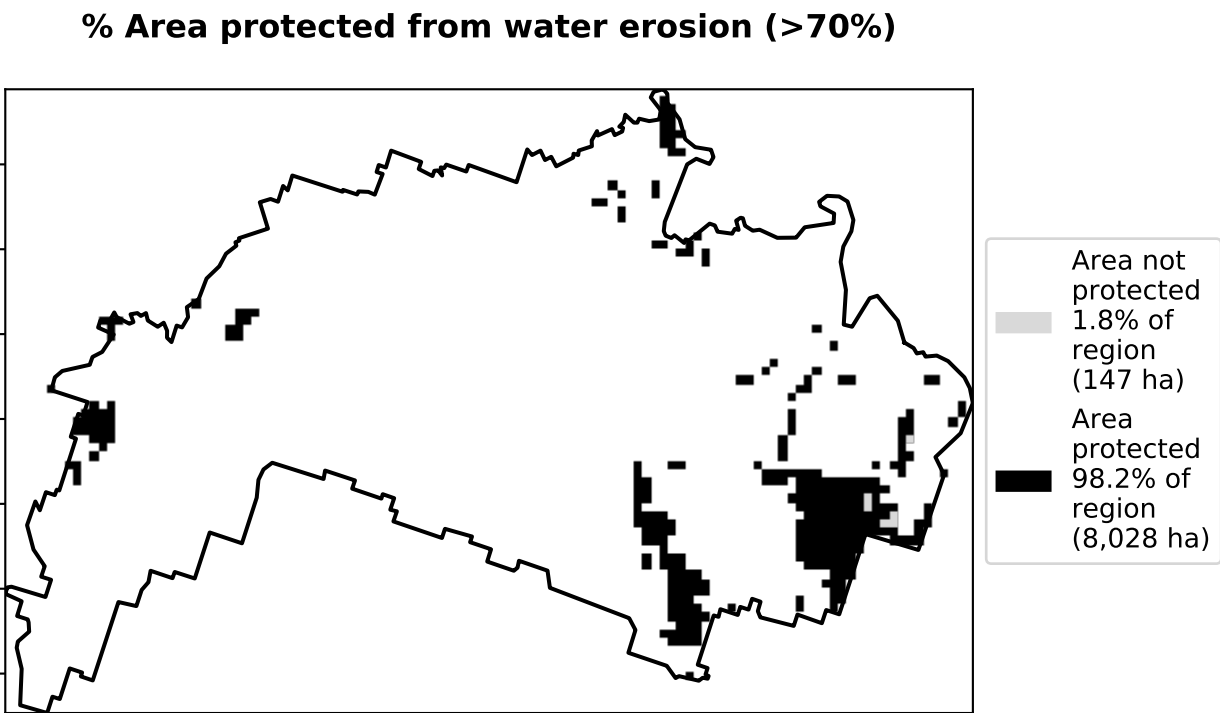 % Area protected from water erosion (>70%)
Area not
protected
1.8% of
region
(147 ha)
Area
protected
98.2% of
region
(8,028 ha)